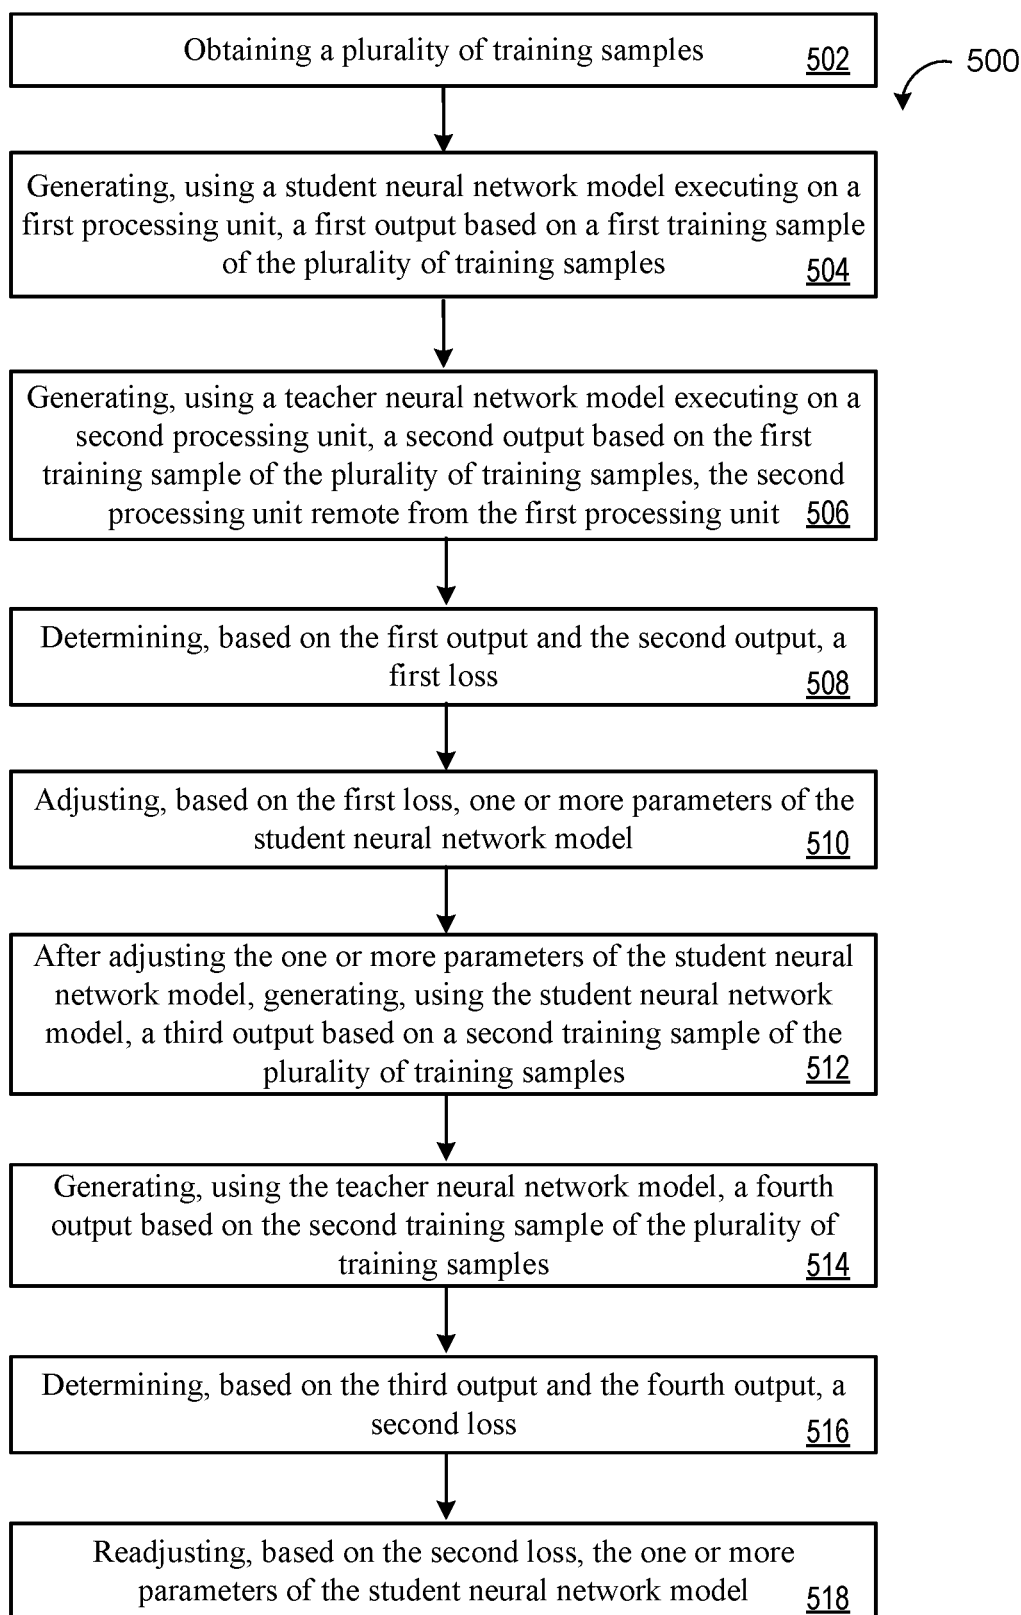 Obtaining a plurality of training samples 502
500
Generating, using a student neural network model executing on a
first processing unit, a first output based on a first training sample
of the plurality of training samples 504
Generating, using a teacher neural network model executing on a
second processing unit, a second output based on the first
training sample of the plurality of training samples, the second
processing unit remote from the first processing unit 506
Determining, based on the first output and the second output, a
first loss 508
Adjusting, based on the first loss, one or more parameters of the
student neural network model 510
After adjusting the one or more parameters of the student neural
network model, generating, using the student neural network
model, a third output based on a second training sample of the
plurality of training samples 512
Generating, using the teacher neural network model, a fourth
output based on the second training sample of the plurality of
training samples 514
Determining, based on the third output and the fourth output, a
second loss 516
Readjusting, based on the second loss, the one or more
parameters of the student neural network model 518